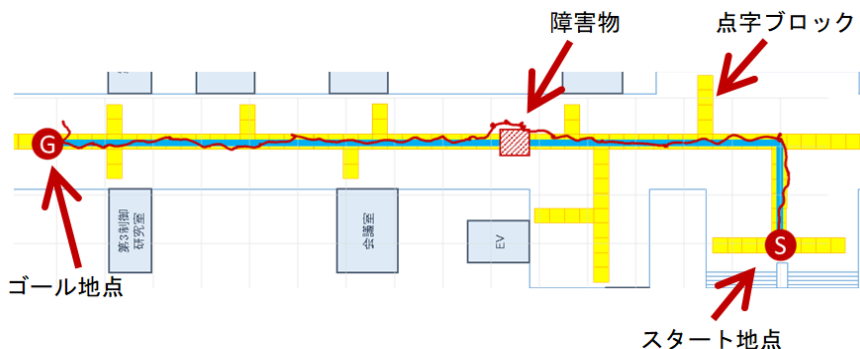 障害物
点字ブロック
G
第3制御
研究室
会議室
EV
S
ゴール地点
スタート地点